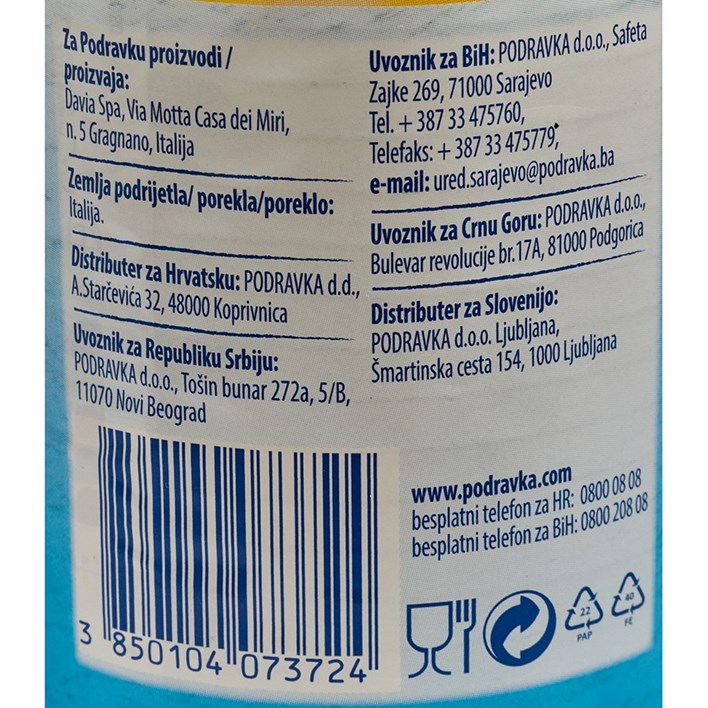 Za Podravku proizvodi /
proizvaja:
Davia Spa, Via Motta Casa dei Miri,
n. 5 Gragnano, Italija
Zemlja podrijetla/ porekla/poreklo:
Italija.
Distributer za Hrvatsku: PODRAVKA d.d.,
A.Starčevića 32, 48000 Koprivnica
Uvoznik za Republiku Srbiju:
PODRAVKA d.o.o., Tošin bunar 272a, 5/B,
11070 Novi Beograd
Uvoznik za BiH: PODRAVKA d.o.o., Safeta
Zajke 269, 71000 Sarajevo
Tel. + 387 33 475760,
Telefaks: + 387 33 475779,
e-mail: ured.sarajevo@podravka.ba
Uvoznik za Crnu Goru: PODRAVKA d.o.o.,
Bulevar revolucije br.17A, 81000 Podgorica
Distributer za Slovenijo:
PODRAVKA d.o.o. Ljubljana,
Šmartinska cesta 154, 1000 Ljubljana
3 850104 073724
www.podravka.com
besplatni telefon za HR: 0800 08 08
besplatni telefon za BiH: 0800 208 08
22
PAP
40
FE